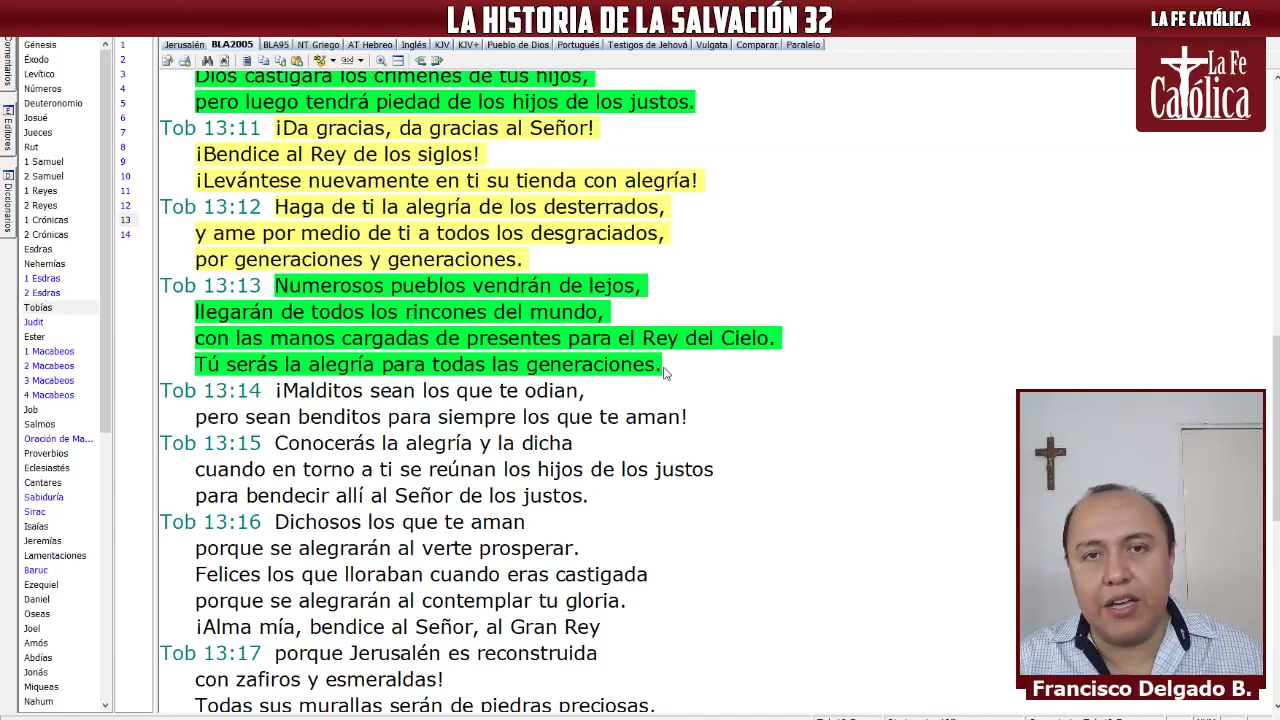 LA HISTORIA DE LA SALVACIÓN 32
LA FE CATÓLICA
La Fe
Católica
Comentarios
Editores
Diccionarios
Jerusalén BLA2005 BLA95 NT Griego AT Hebreo Inglés KJV KJV+ Pueblo de Dios Portugués Testigos de Jehová Vulgata Comparar Paralelo
Génesis
Éxodo
Levítico
Números
Deuteronomio
Josué
Jueces
Rut
1 Samuel
2 Samuel
1 Reyes
2 Reyes
1 Crónicas
2 Crónicas
Esdras
Nehemías
1 Esdras
2 Esdras
Tobías
Judit
Ester
1 Macabeos
2 Macabeos
3 Macabeos
4 Macabeos
Job
Salmos
Oración de Ma...
Proverbios
Eclesiastés
Cantares
Sabiduría
Sirac
Isaías
Jeremías
Lamentaciones
Baruc
Ezequiel
Daniel
Oseas
Joel
Amós
Abdías
Jonás
Miqueas
Nahum
1
2
3
4
5
6
7
8
9
10
11
12
13
14
Dios castigará los crímenes de tus hijos,
pero luego tendrá piedad de los hijos de los justos.
Tob 13:11 ¡Da gracias, da gracias al Señor!
¡Bendice al Rey de los siglos!
¡Levántese nuevamente en ti su tienda con alegría!
Tob 13:12 Haga de ti la alegría de los desterrados,
y ame por medio de ti a todos los desgraciados,
por generaciones y generaciones.
Tob 13:13 Numerosos pueblos vendrán de lejos,
llegarán de todos los rincones del mundo,
con las manos cargadas de presentes para el Rey del Cielo.
Tú serás la alegría para todas las generaciones.
Tob 13:14 ¡Malditos sean los que te odian,
pero sean benditos para siempre los que te aman!
Tob 13:15 Conocerás la alegría y la dicha
cuando en torno a ti se reúnan los hijos de los justos
para bendecir allí al Señor de los justos.
Tob 13:16 Dichosos los que te aman
porque se alegrarán al verte prosperar.
Felices los que lloraban cuando eras castigada
porque se alegrarán al contemplar tu gloria.
¡Alma mía, bendice al Señor, al Gran Rey
Tob 13:17 porque Jerusalén es reconstruida
con zafiros y esmeraldas!
Todas sus murallas serán de piedras preciosas,
Francisco Delgado B.